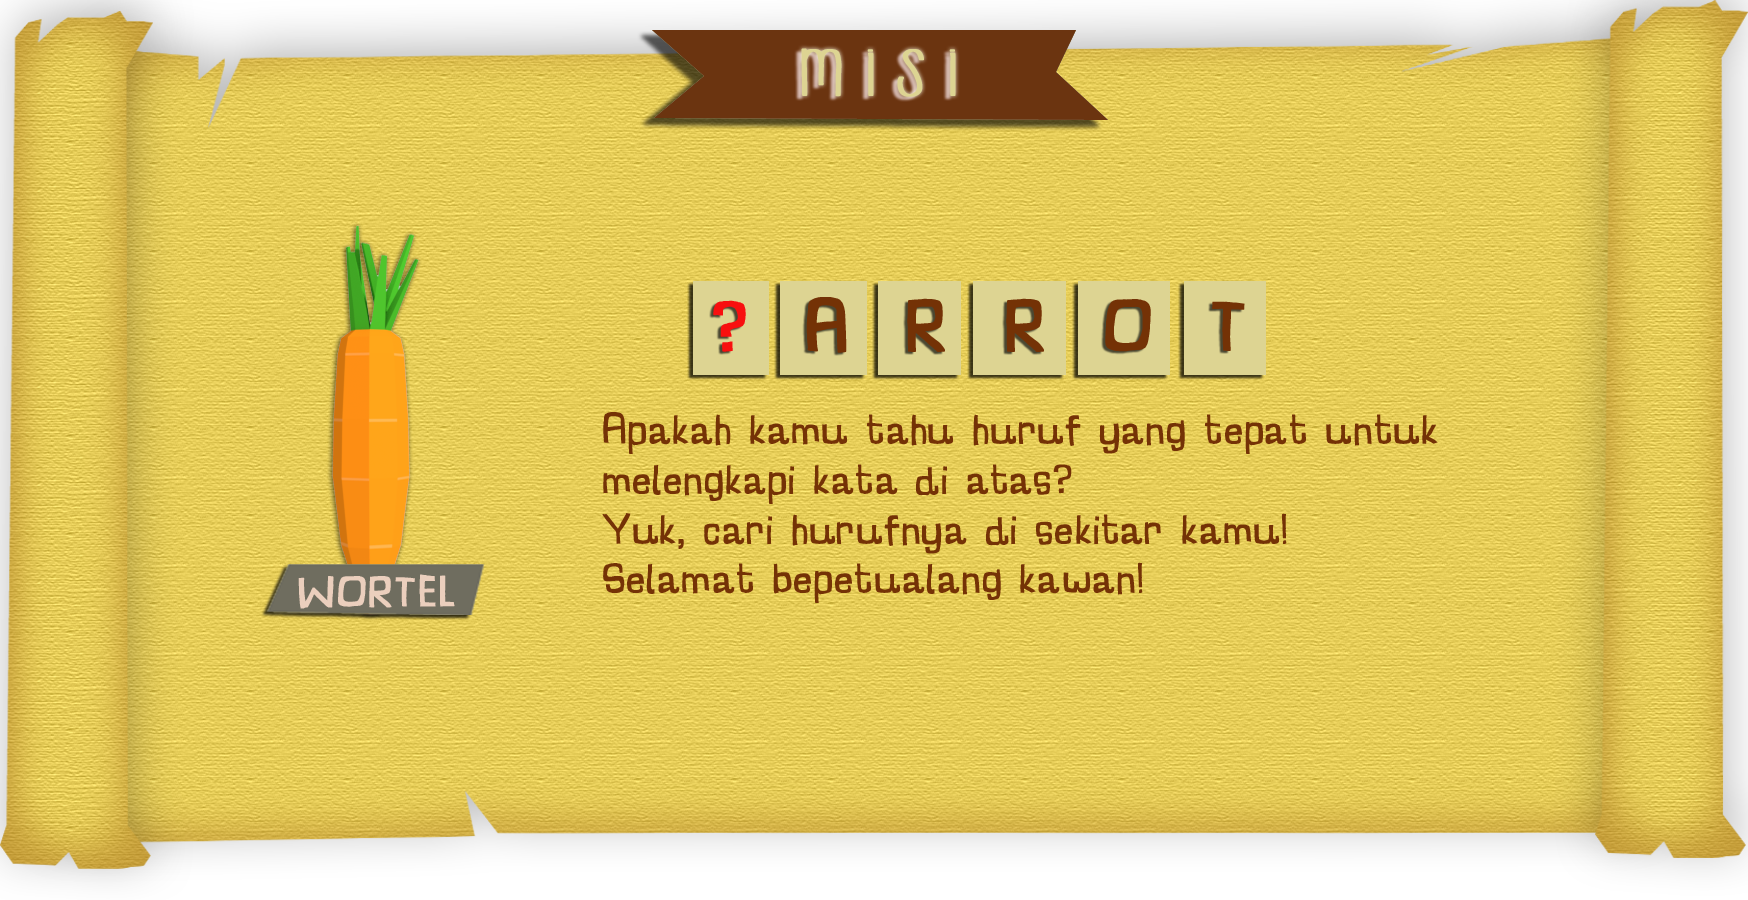 MISI
? A R R O T
Apakah kamu tahu huruf yang tepat untuk
melengkapi kata di atas?
Yuk, cari hurufnya di sekitar kamu!
Selamat bepetualang kawan!
WORTEL